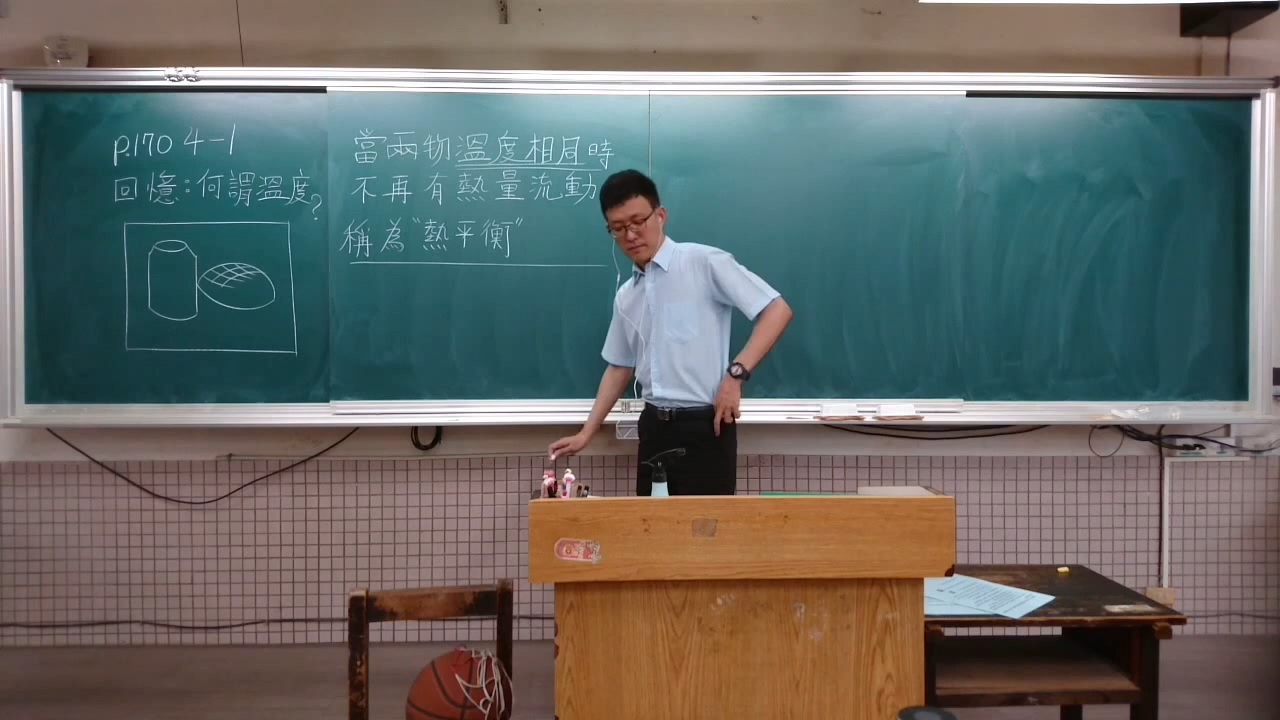 p.170 4-1
回憶:何謂溫度?
當兩物溫度相同時
不再有熱量流動
稱為"熱平衡"